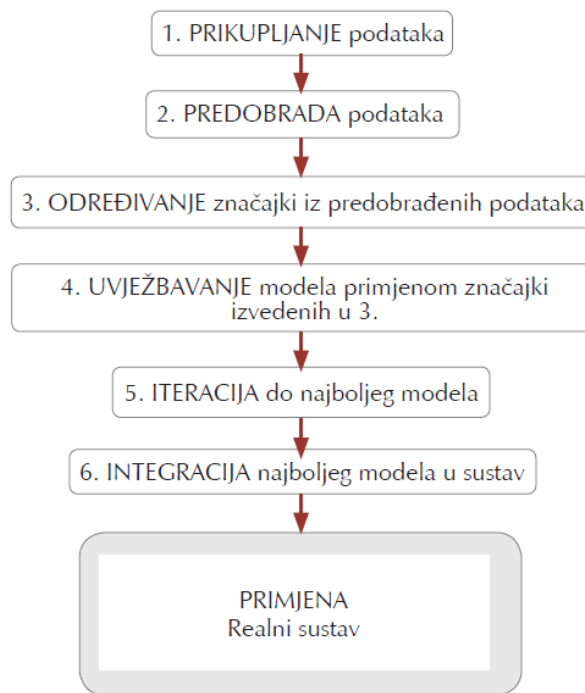 1. PRIKUPLJANJE podataka
2. PREDOBRADA podataka
3. ODREĐIVANJE značajki iz predobrađenih podataka
4. UVJEŽBAVANJE modela primjenom značajki
izvedenih u 3.
5. ITERACIJA do najboljeg modela
6. INTEGRACIJA najboljeg modela u sustav
PRIMJENA
Realni sustav